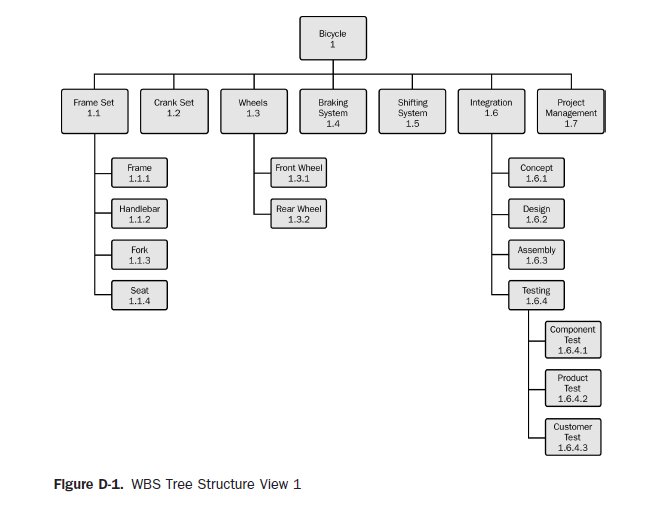 Bicycle
1
Frame Set
1.1
Crank Set
1.2
Wheels
1.3
Braking
System
1.4
Shifting
System
1.5
Integration
1.6
Project
Management
1.7
Frame
1.1.1
Handlebar
1.1.2
Fork
1.1.3
Seat
1.1.4
Front Wheel
1.3.1
Rear Wheel
1.3.2
Concept
1.6.1
Design
1.6.2
Assembly
1.6.3
Testing
1.6.4
Component
Test
1.6.4.1
Product
Test
1.6.4.2
Customer
Test
1.6.4.3
Figure D-1. WBS Tree Structure View 1